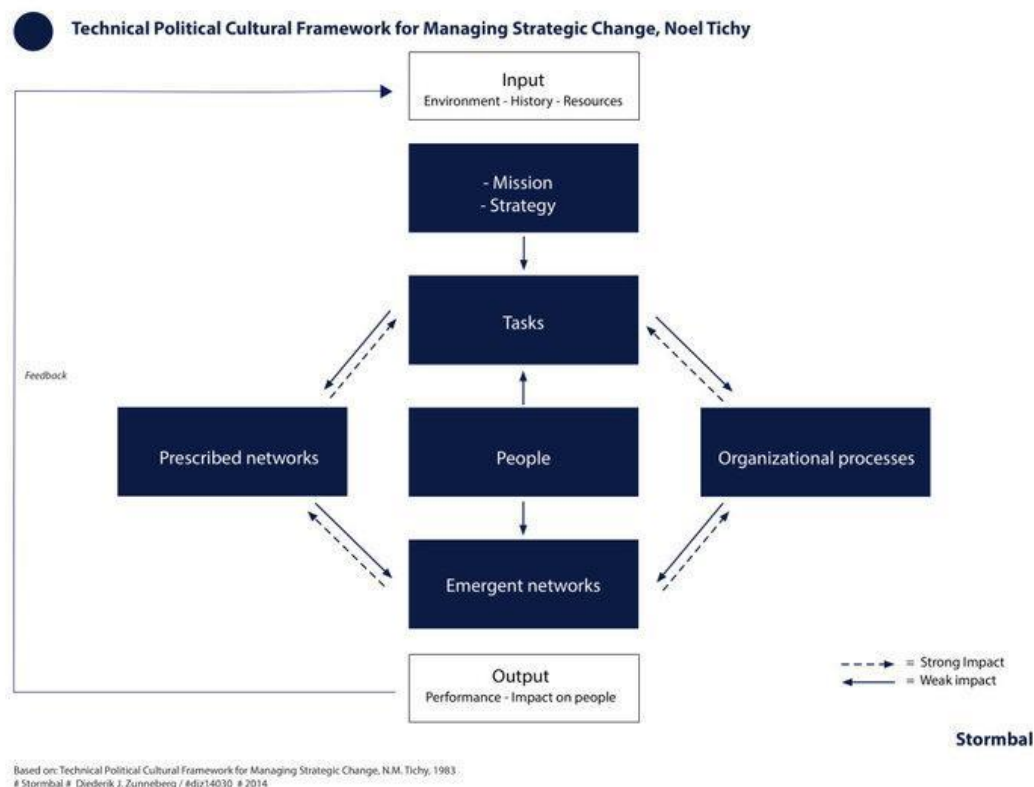 Technical Political Cultural Framework for Managing Strategic Change, Noel Tichy
Input
Environment - History - Resources
- Mission
- Strategy
Tasks
Feedback
Prescribed networks
People
Organizational processes
Emergent networks
Output
Performance - Impact on people
= Strong Impact
= Weak impact
Stormbal
Based on: Technical Political Cultural Framework for Managing Strategic Change, N.M. Tichy, 1983
# Stormbal # Diederik J. Zunneberg / #djz14030 # 2014